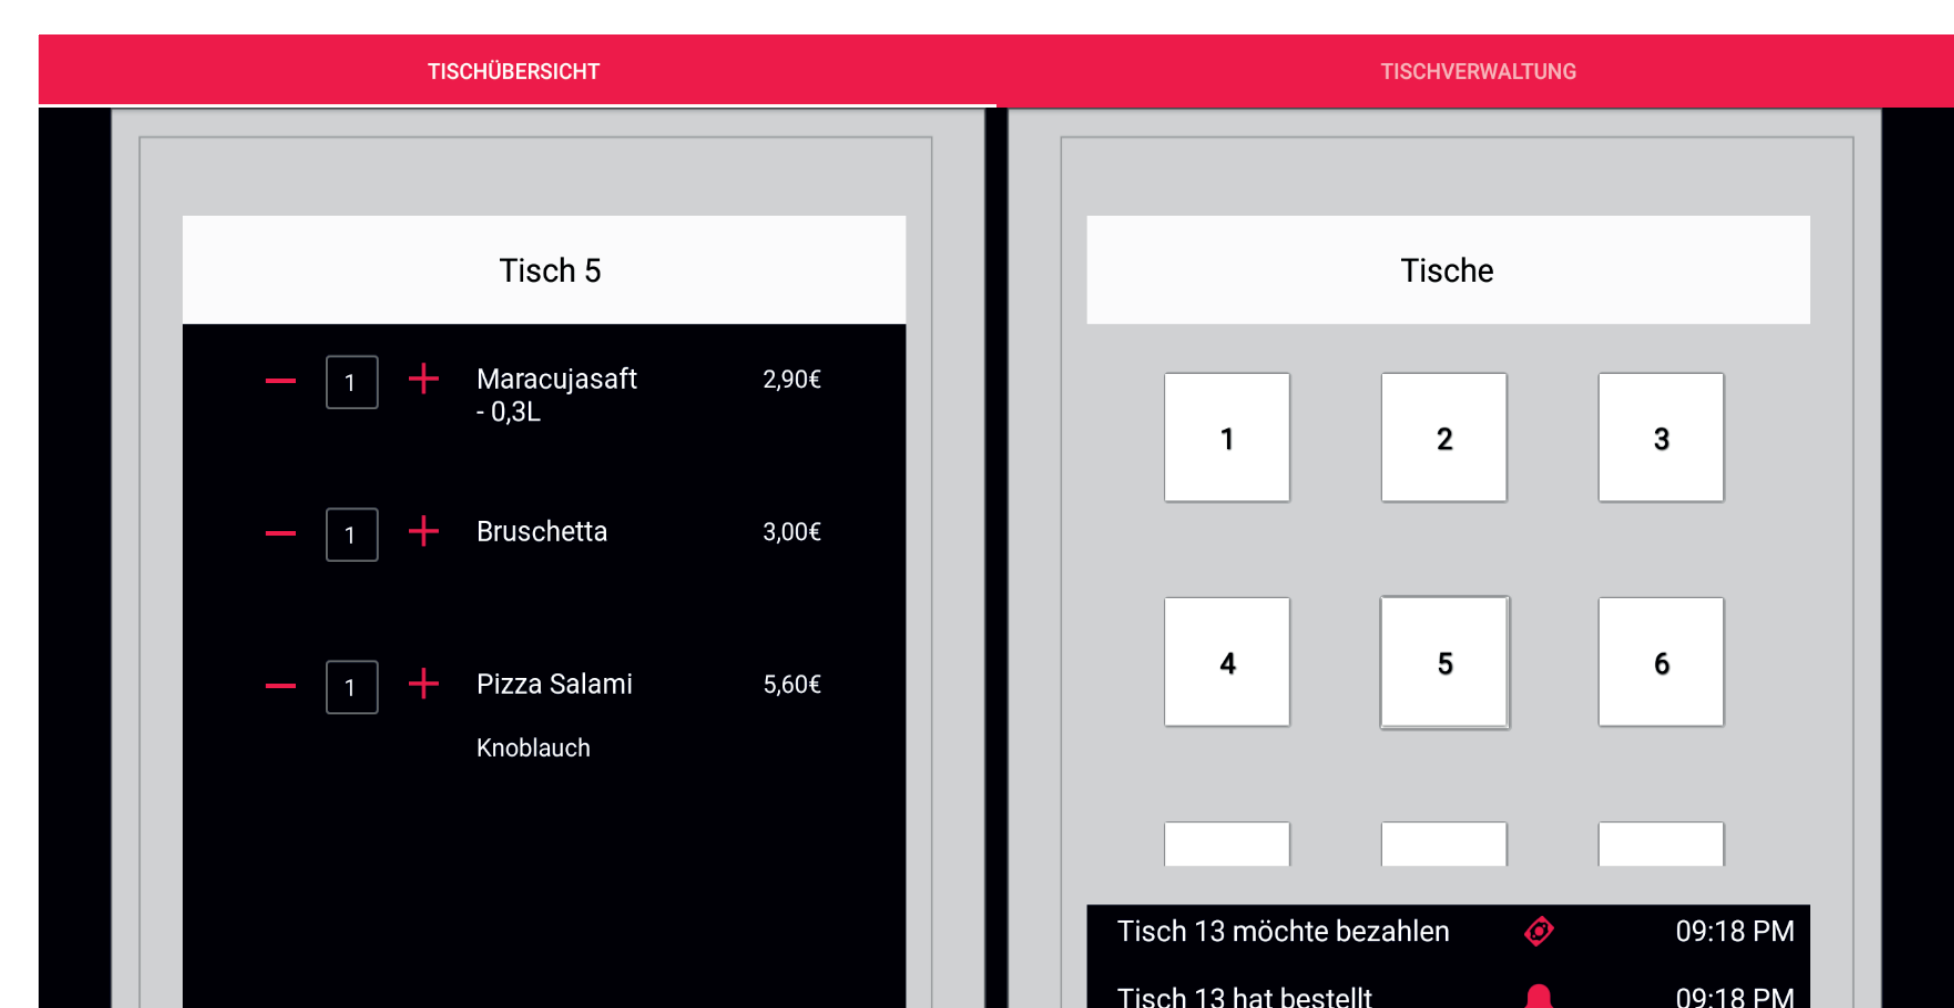 TISCHÜBERSICHT
TISCHVERWALTUNG
Tisch 5
1
Maracujasaft
- 0,3L
2,90€
1
Bruschetta
3,00€
1
Pizza Salami
5,60€
Knoblauch
Tische
1 2 3
4 5 6
Tisch 13 möchte bezahlen 09:18 PM
Tisch 13 hat bestellt 09:18 PM